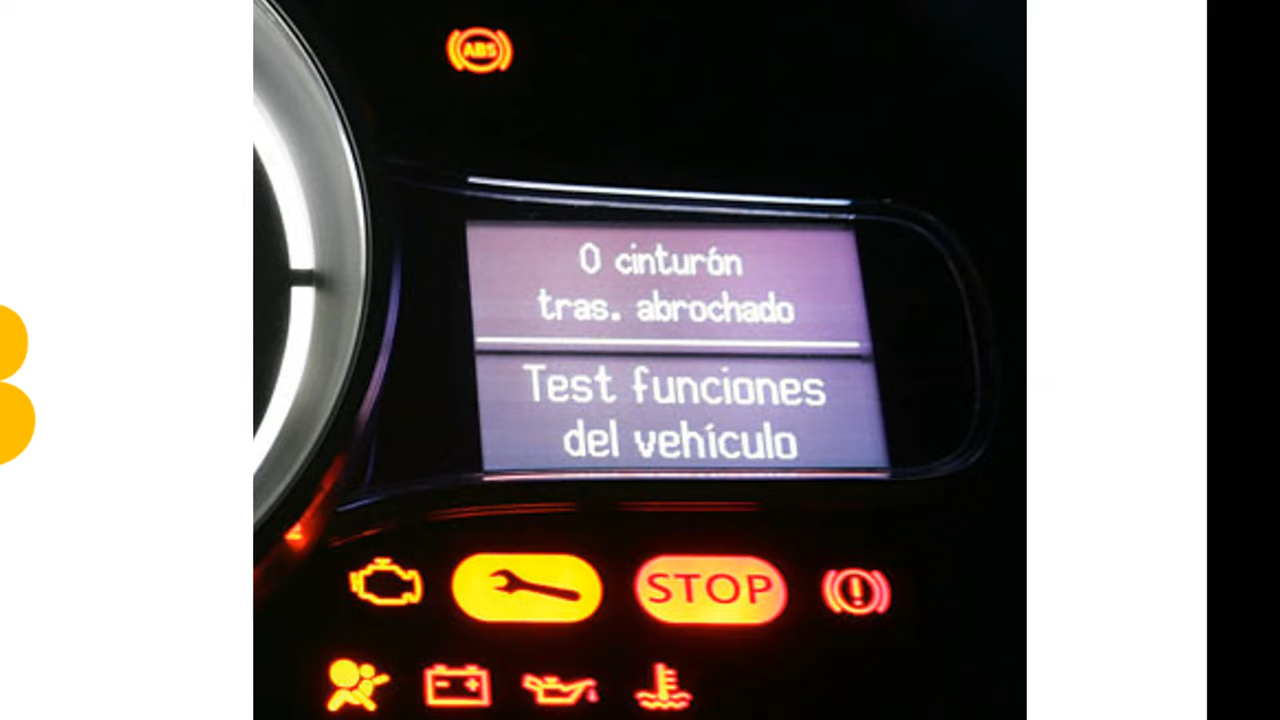 ABS
0 cinturón
tras. abrochado
Test funciones
del vehículo
STOP